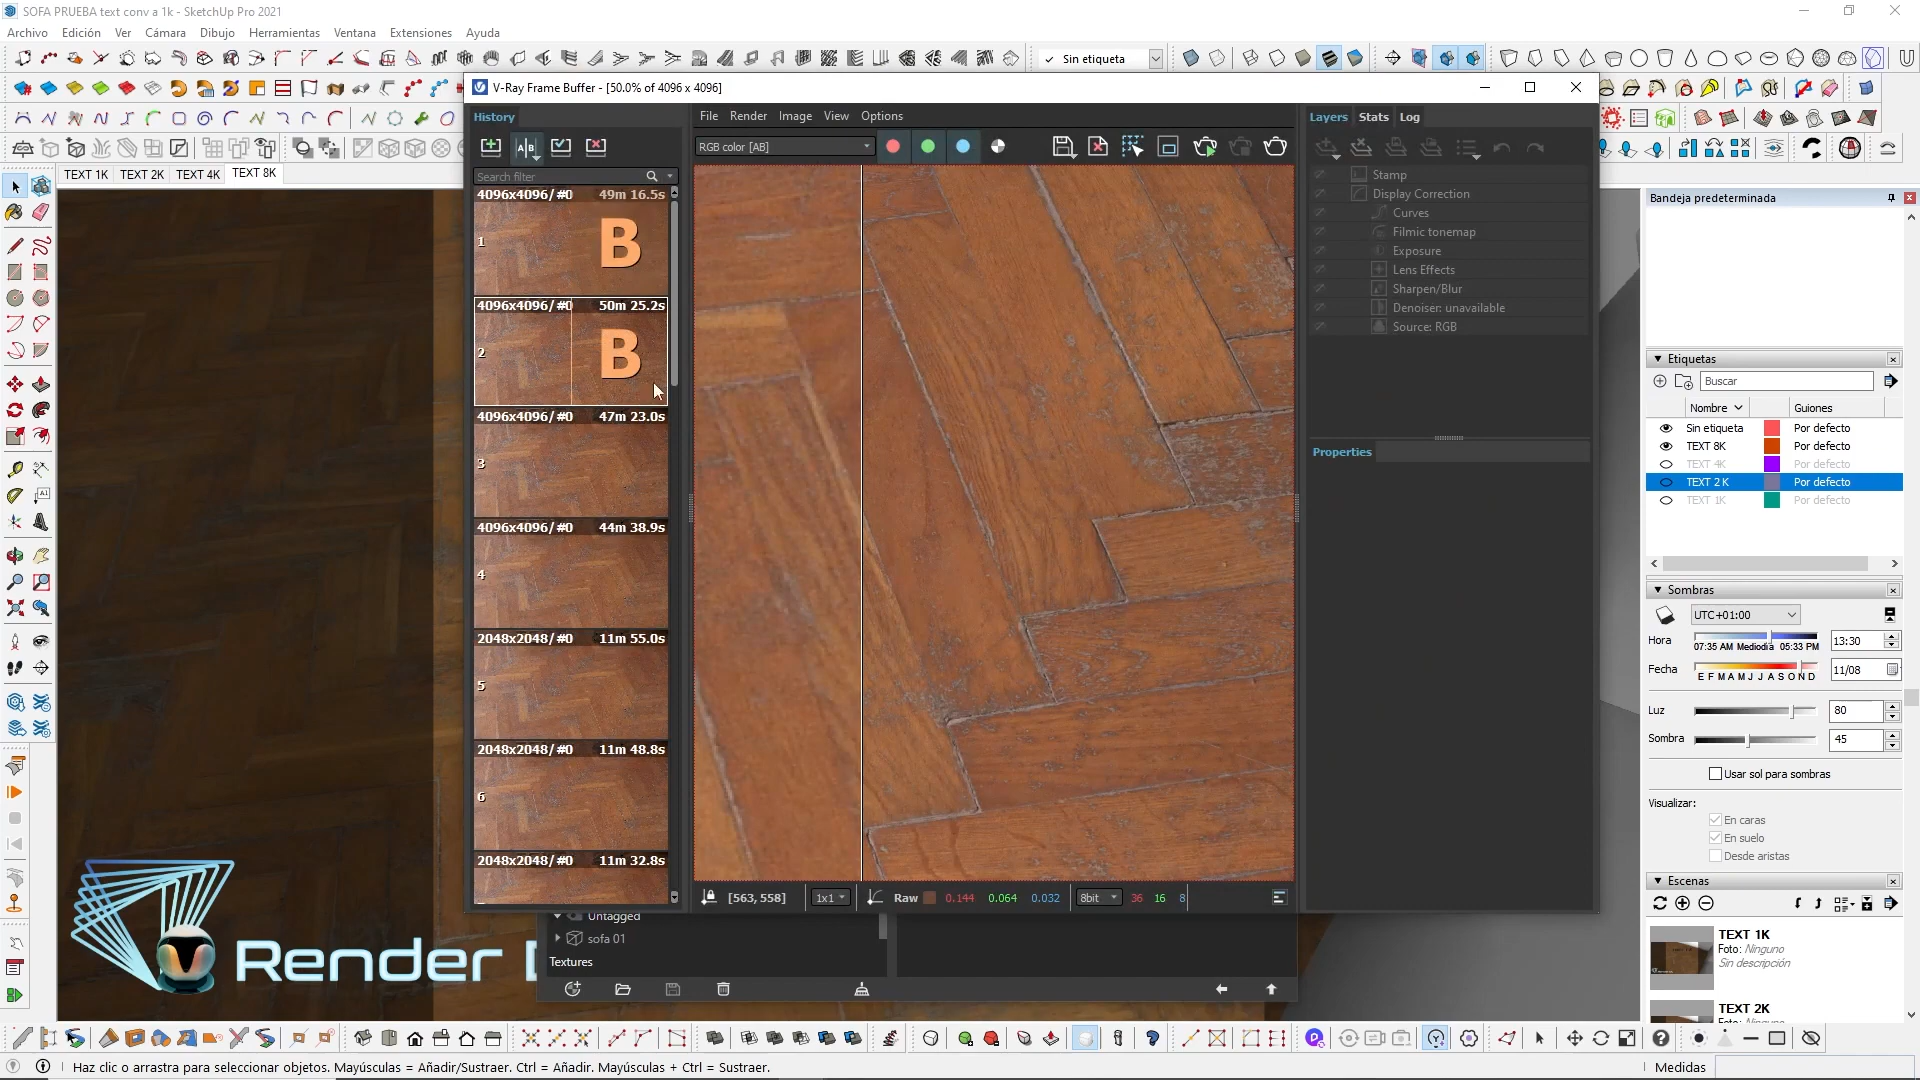 SOFA PRUEBA text conv a 1k - SketchUp Pro 2021
Archivo Edición Ver Cámara Dibujo Herramientas Ventana Extensiones Ayuda
Sin etiqueta
V-Ray Frame Buffer - [50.0% of 4096 x 4096]
TEXT 1K TEXT 2K TEXT 4K TEXT 8K
History
Search filter
4096x4096/ #0 49m 16.5s
1
B
4096x4096/ #0 50m 25.2s
2
B
4096x4096/ #0 47m 23.0s
3
4096x4096/ #0 44m 38.9s
4
2048x2048/ #0 11m 55.0s
5
2048x2048/ #0 11m 48.8s
6
2048x2048/ #0 11m 32.8s
File Render Image View Options
RGB color [AB]
[563, 558] 1x1 Raw 0.144 0.064 0.032 8bit 36 16 8
Layers Stats Log
Stamp
Display Correction
Curves
Filmic tonemap
Exposure
Lens Effects
Sharpen/Blur
Denoiser: unavailable
Source: RGB
Properties
Untagged
sofa 01
Textures
Render
Bandeja predeterminada
Etiquetas
Buscar
Nombre Guiones
Sin etiqueta Por defecto
TEXT 8K Por defecto
TEXT 4K Por defecto
TEXT 2 K Por defecto
TEXT 1K Por defecto
Sombras
UTC+01:00
Hora 13:30
07:35 AM Mediodía 05:33 PM
Fecha 11/08
E F M A M J J A S O N D
Luz 80
Sombra 45
Usar sol para sombras
Visualizar:
En caras
En suelo
Desde aristas
Escenas
TEXT 1K
Foto: Ninguno
Sin descripción
TEXT 2K
Foto: Ninguno
Haz clic o arrastra para seleccionar objetos. Mayúsculas = Añadir/Sustraer. Ctrl = Añadir. Mayúsculas + Ctrl = Sustraer.
Medidas